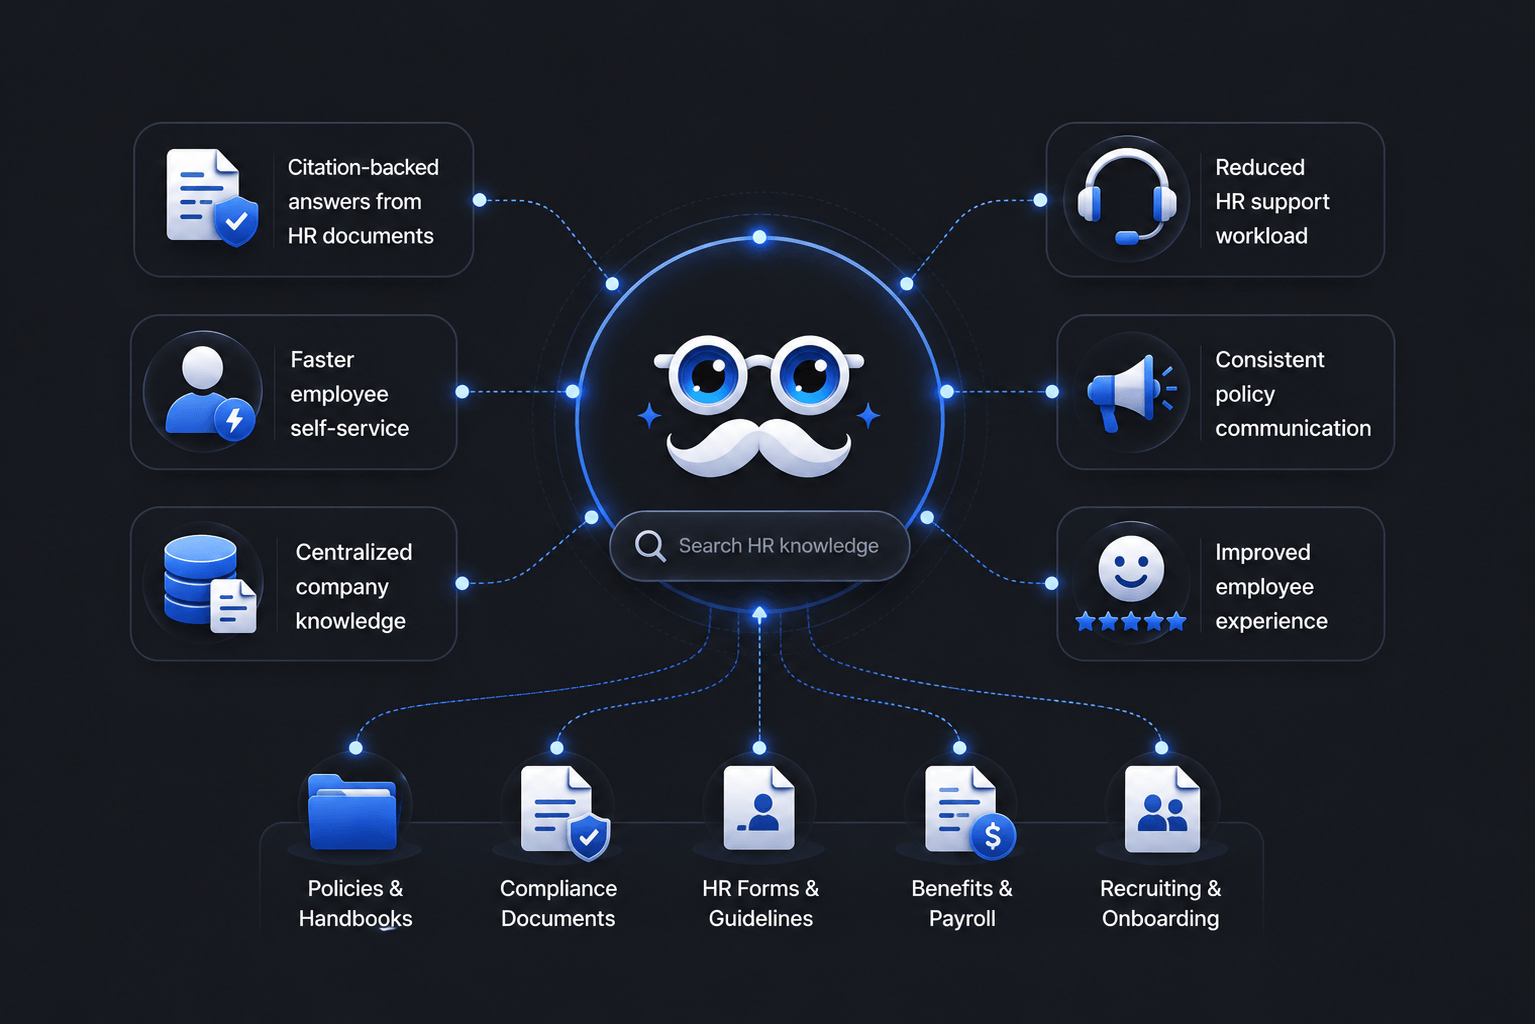 Citation-backed
answers from
HR documents
Faster
employee
self-service
Centralized
company
knowledge
Search HR knowledge
Reduced
HR support
workload
Consistent
policy
communication
Improved
employee
experience
Policies &
Handbooks
Compliance
Documents
HR Forms &
Guidelines
$
Benefits &
Payroll
Recruiting &
Onboarding